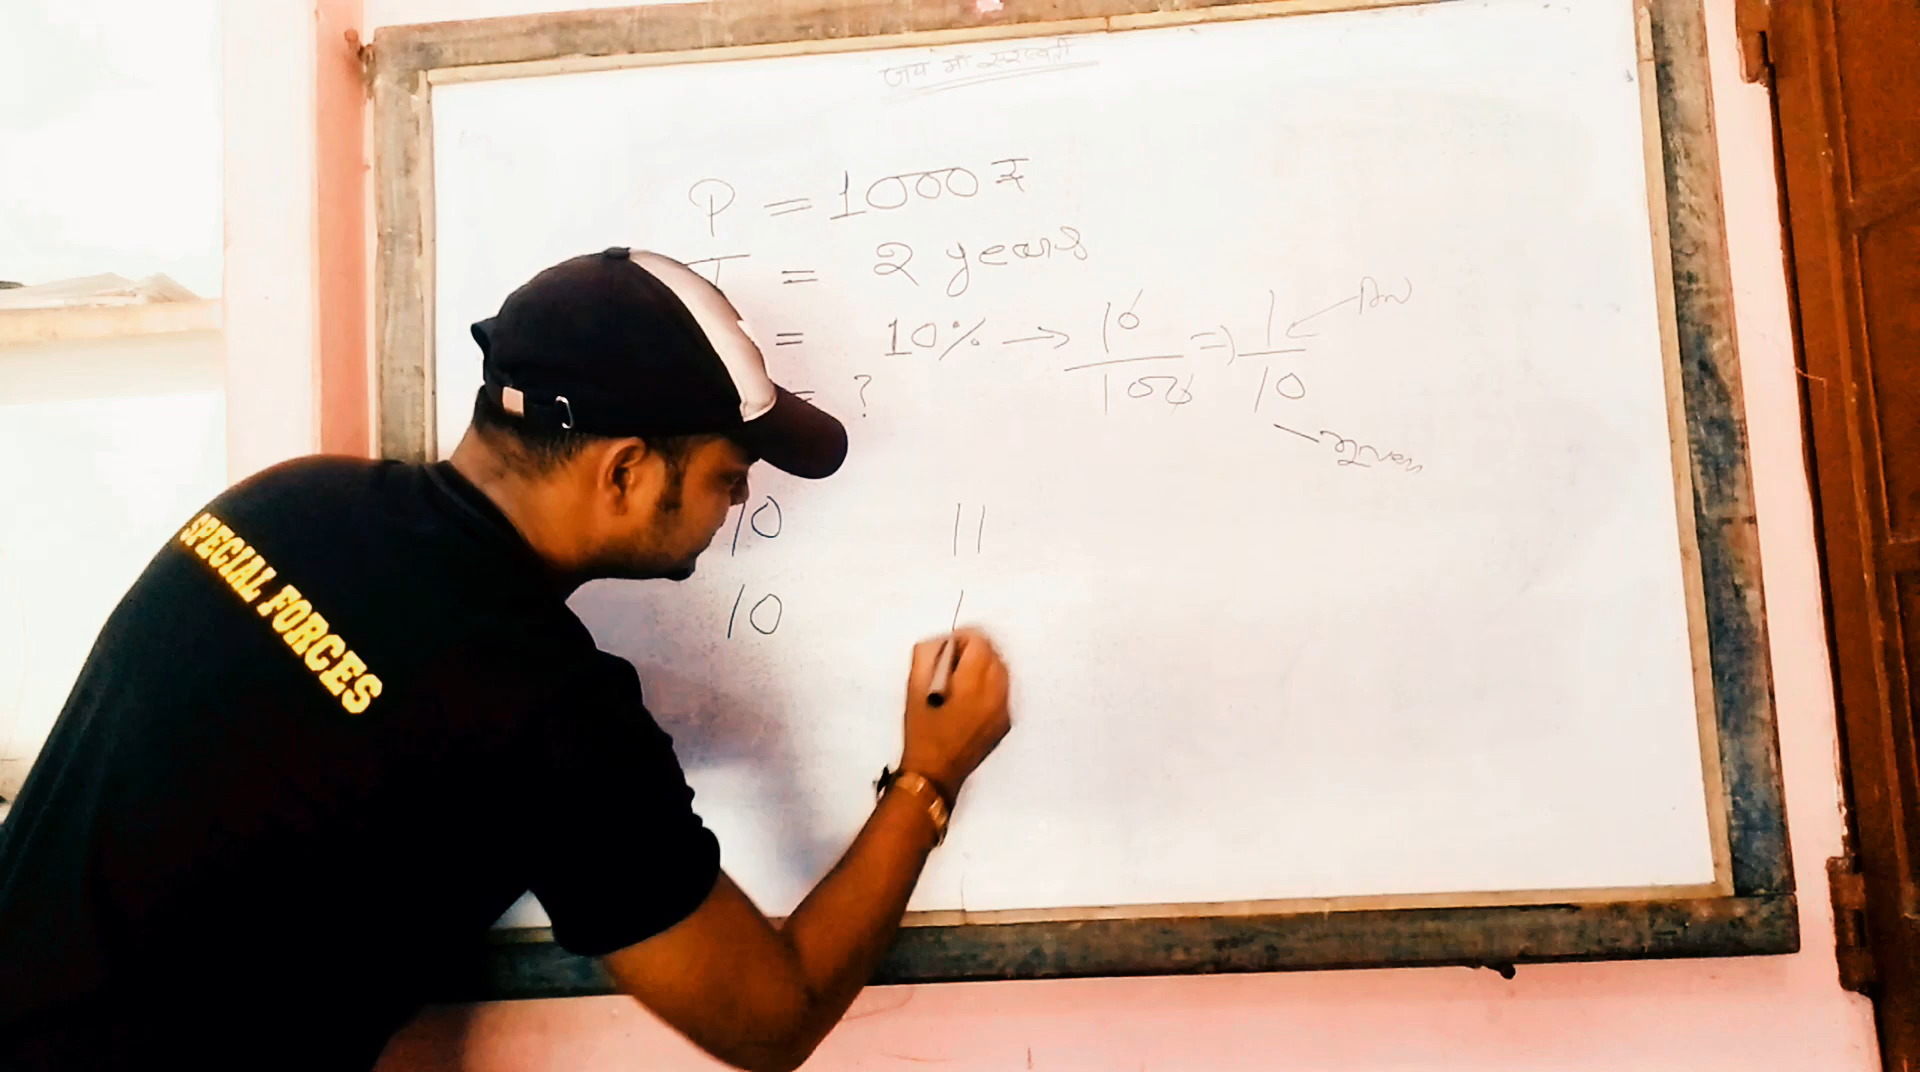 जय माँ सरस्वती
P = 1000 ₹
T = 2 years
= 10% → 10/100 ⇒ 1/10
= ?
10 11
10 1
SPECIAL FORCES